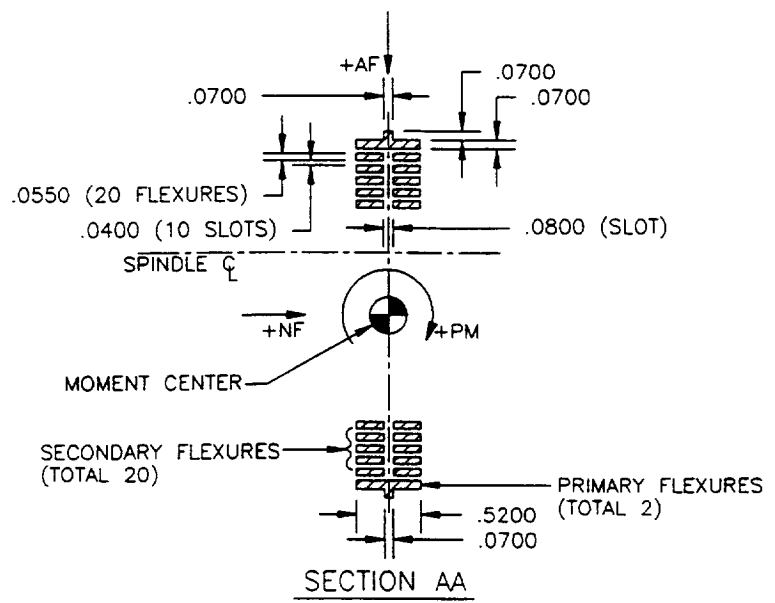 +AF
.0700
.0700
.0700
.0550 (20 FLEXURES)
.0400 (10 SLOTS)
.0800 (SLOT)
SPINDLE ℄
+NF
+PM
MOMENT CENTER
SECONDARY FLEXURES
(TOTAL 20)
PRIMARY FLEXURES
(TOTAL 2)
.5200
.0700
SECTION AA